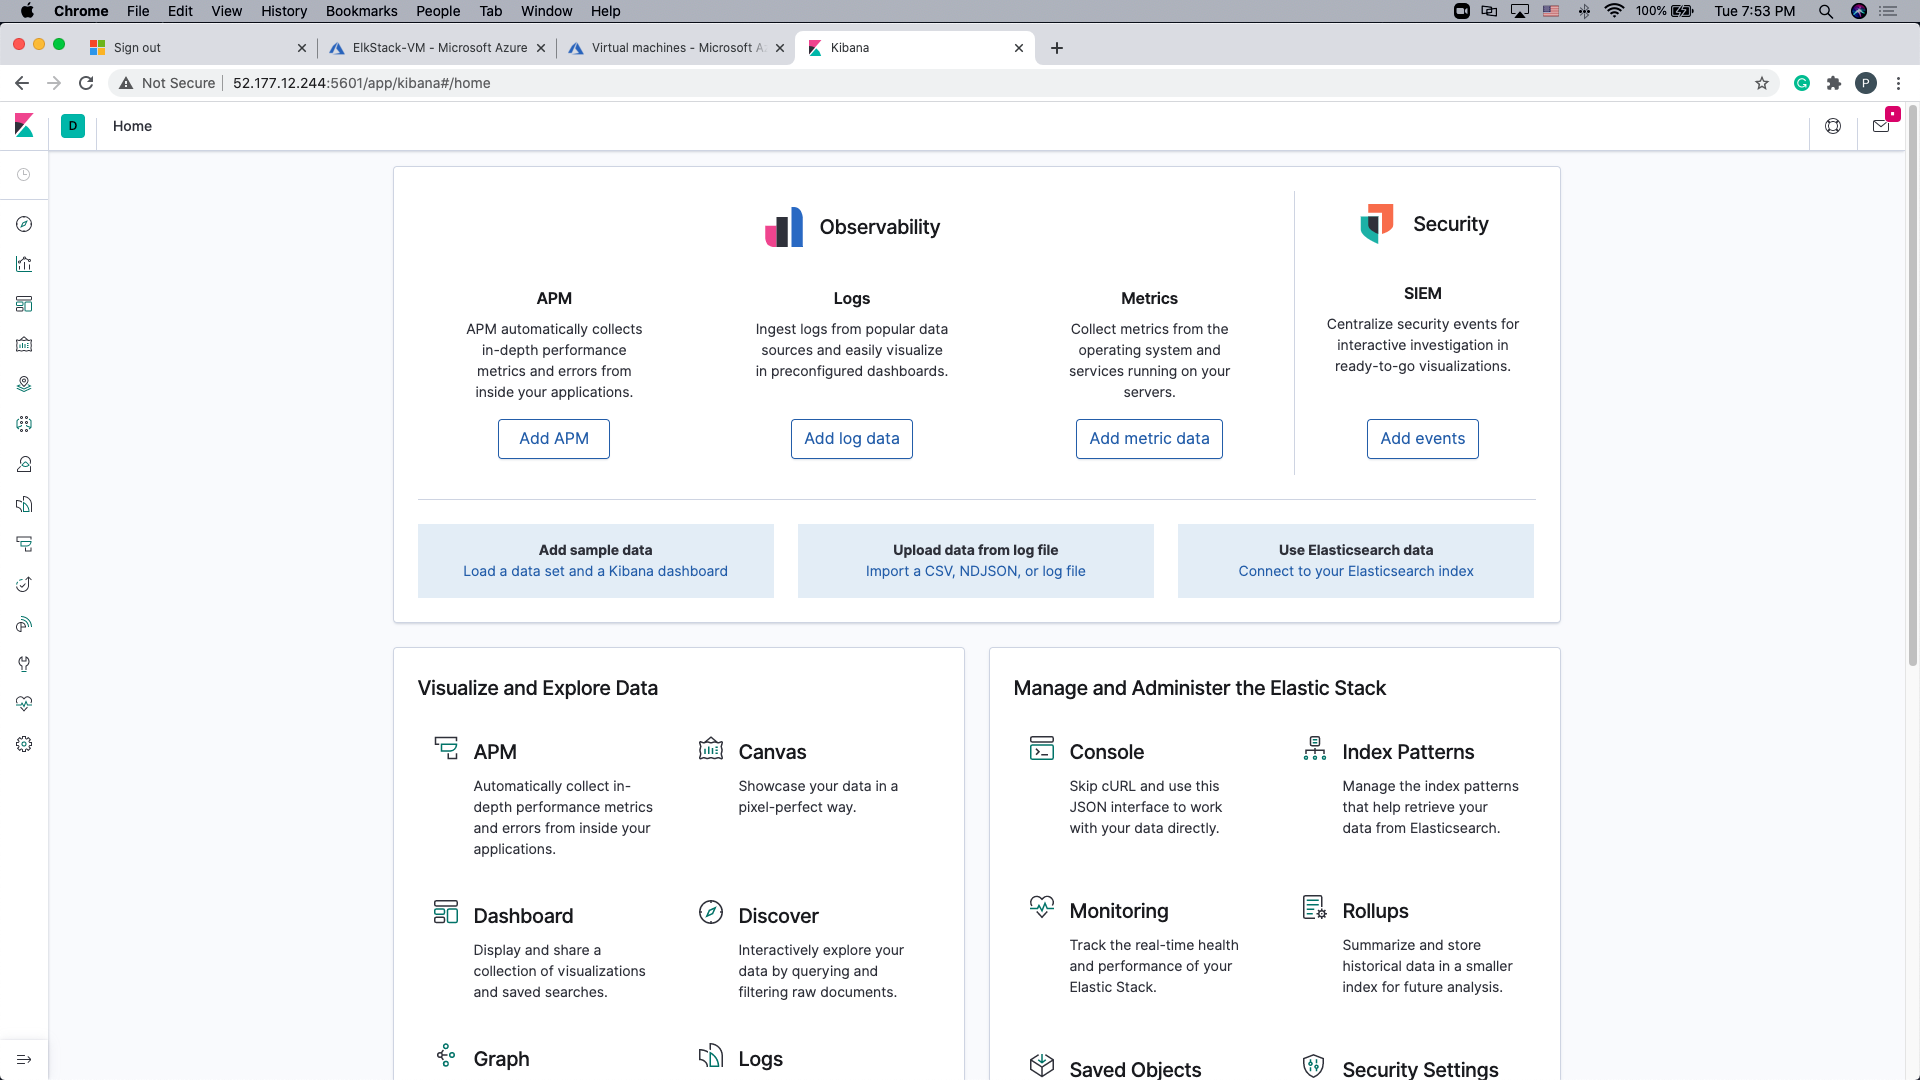 Chrome File Edit View History Bookmarks People Tab Window Help 100% Tue 7:53 PM
Sign out ElkStack-VM - Microsoft Azure Virtual machines - Microsoft A Kibana
Not Secure 52.177.12.244:5601/app/kibana#/home P
D Home
Observability
Security
APM
APM automatically collects
in-depth performance
metrics and errors from
inside your applications.
Add APM
Logs
Ingest logs from popular data
sources and easily visualize
in preconfigured dashboards.
Add log data
Metrics
Collect metrics from the
operating system and
services running on your
servers.
Add metric data
SIEM
Centralize security events for
interactive investigation in
ready-to-go visualizations.
Add events
Add sample data
Load a data set and a Kibana dashboard
Upload data from log file
Import a CSV, NDJSON, or log file
Use Elasticsearch data
Connect to your Elasticsearch index
Visualize and Explore Data
APM
Automatically collect in-
depth performance metrics
and errors from inside your
applications.
Canvas
Showcase your data in a
pixel-perfect way.
Dashboard
Display and share a
collection of visualizations
and saved searches.
Discover
Interactively explore your
data by querying and
filtering raw documents.
Graph
Logs
Manage and Administer the Elastic Stack
Console
Skip cURL and use this
JSON interface to work
with your data directly.
Index Patterns
Manage the index patterns
that help retrieve your
data from Elasticsearch.
Monitoring
Track the real-time health
and performance of your
Elastic Stack.
Rollups
Summarize and store
historical data in a smaller
index for future analysis.
Saved Objects
Security Settings